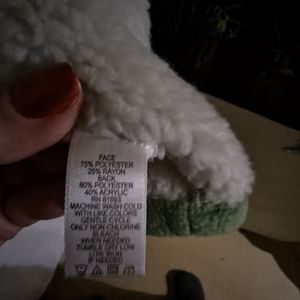 FACE
75% POLYESTER
25% RAYON
BACK
60% POLYESTER
40% ACRYLIC
RN 81693
MACHINE WASH COLD
WITH LIKE COLORS
GENTLE CYCLE
ONLY NON-CHLORINE
BLEACH
WHEN NEEDED
TUMBLE DRY LOW
LOW IRON
IF NEEDED